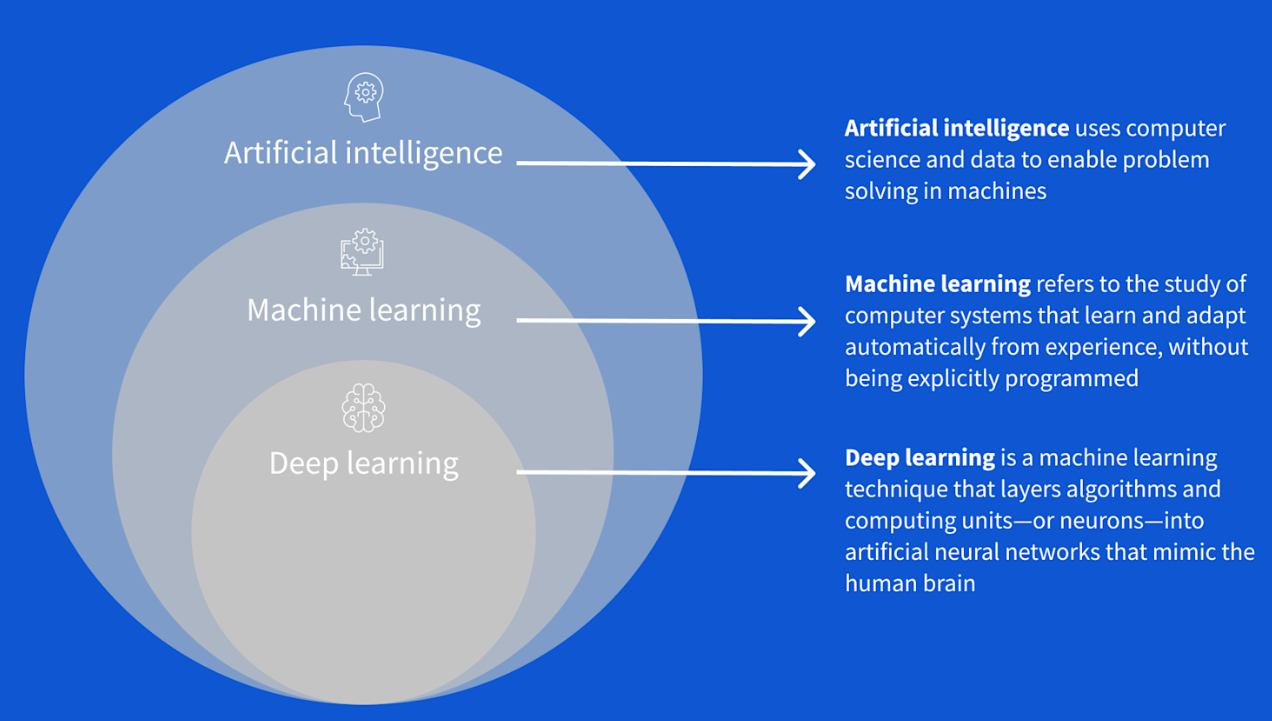 Artificial intelligence
Artificial intelligence uses computer
science and data to enable problem
solving in machines
Machine learning
Machine learning refers to the study of
computer systems that learn and adapt
automatically from experience, without
being explicitly programmed
Deep learning
Deep learning is a machine learning
technique that layers algorithms and
computing units—or neurons—into
artificial neural networks that mimic the
human brain